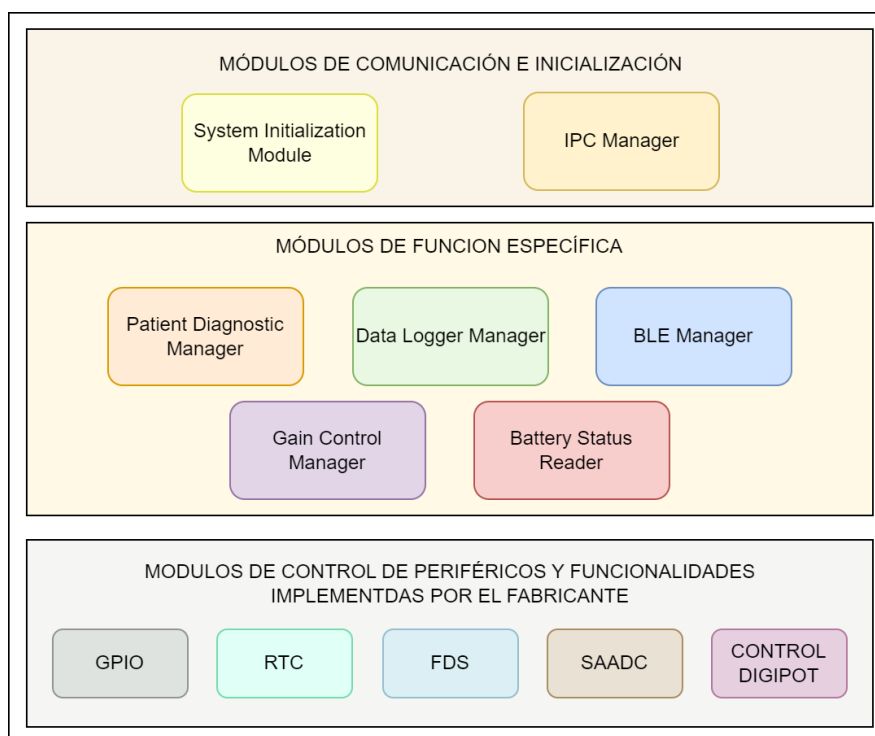 MÓDULOS DE COMUNICACIÓN E INICIALIZACIÓN
System Initialization
Module
IPC Manager
MÓDULOS DE FUNCION ESPECÍFICA
Patient Diagnostic
Manager
Data Logger Manager
BLE Manager
Gain Control
Manager
Battery Status
Reader
MODULOS DE CONTROL DE PERIFÉRICOS Y FUNCIONALIDADES
IMPLEMENTDAS POR EL FABRICANTE
GPIO
RTC
FDS
SAADC
CONTROL
DIGIPOT